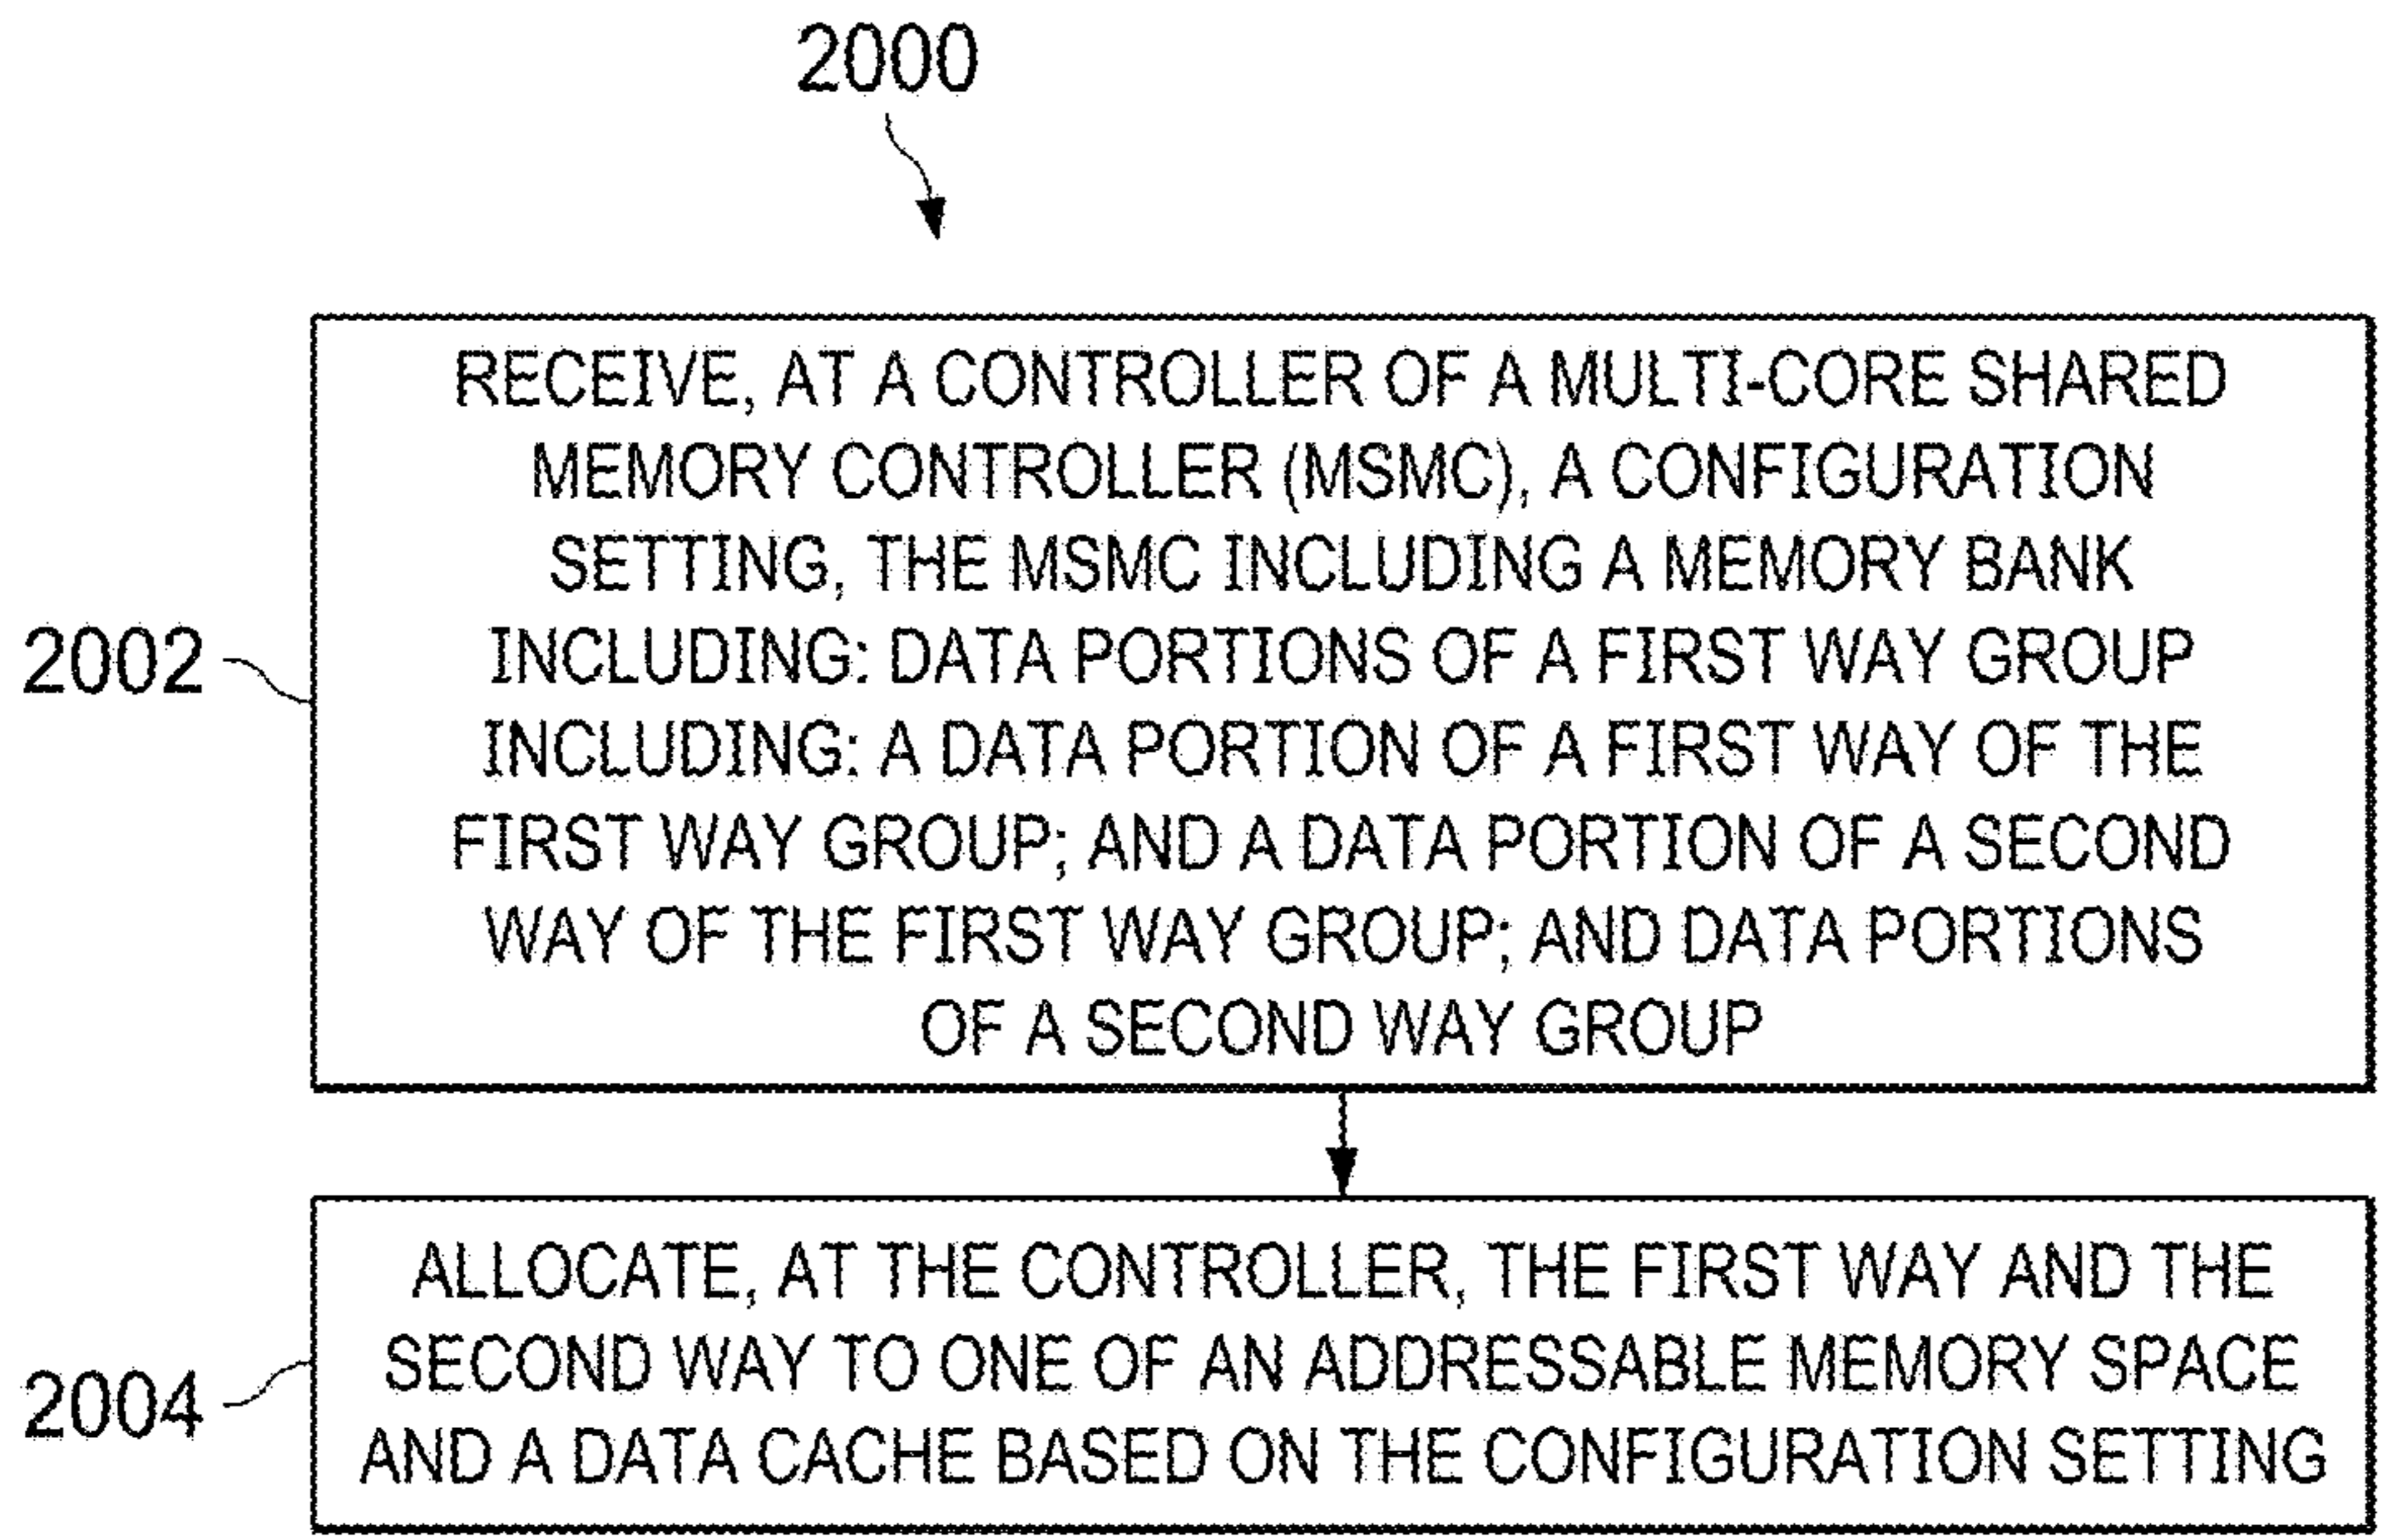 2000
RECEIVE, AT A CONTROLLER OF A MULTI-CORE SHARED
MEMORY CONTROLLER (MSMC), A CONFIGURATION
SETTING, THE MSMC INCLUDING A MEMORY BANK
INCLUDING: DATA PORTIONS OF A FIRST WAY GROUP
INCLUDING: A DATA PORTION OF A FIRST WAY OF THE
FIRST WAY GROUP; AND A DATA PORTION OF A SECOND
WAY OF THE FIRST WAY GROUP; AND DATA PORTIONS
OF A SECOND WAY GROUP
2002
ALLOCATE, AT THE CONTROLLER, THE FIRST WAY AND THE
SECOND WAY TO ONE OF AN ADDRESSABLE MEMORY SPACE
AND A DATA CACHE BASED ON THE CONFIGURATION SETTING
2004